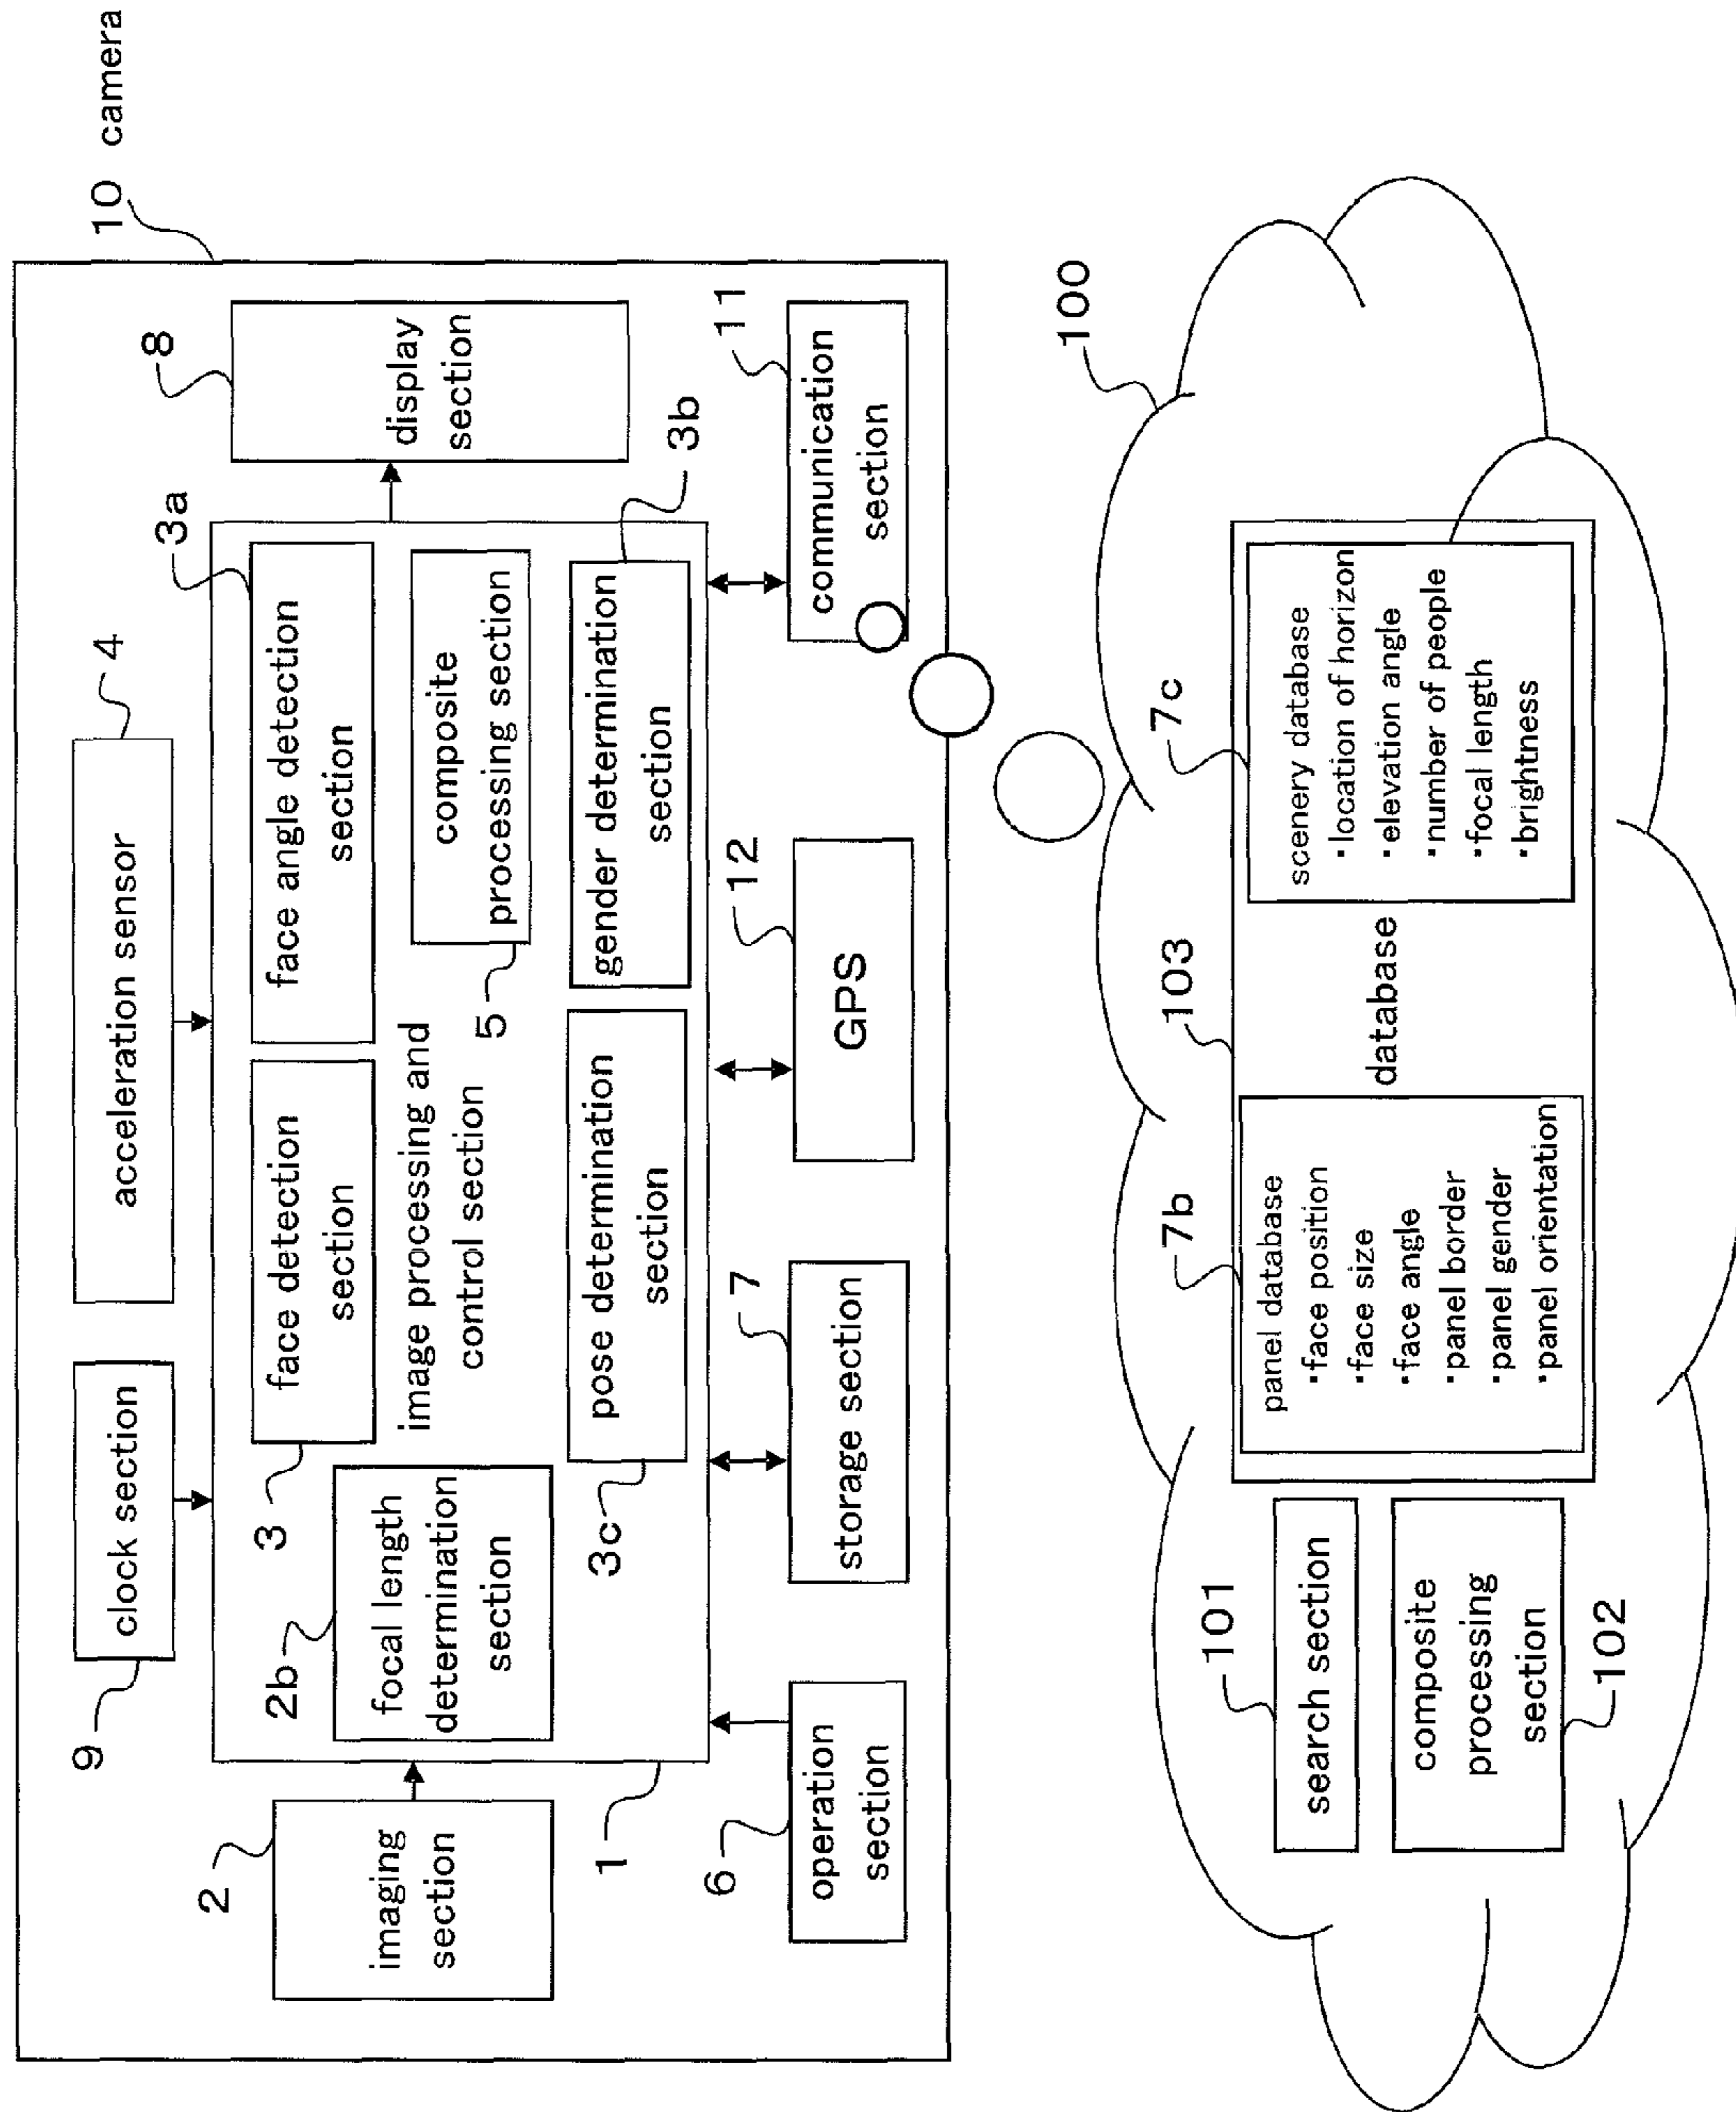 10 camera
9
clock section
4
acceleration sensor
8
display
section
3a
face angle detection
section
3
face detection
section
2
imaging
section
2b
focal length
determination
section
image processing and
control section
5
composite
processing section
3c
pose determination
section
3b
gender determination
section
1
6
operation
section
7
storage section
12
GPS
11
communication
section
100
101
search section
composite
processing
section
102
103
database
7b
panel database
・face position
・face size
・face angle
・panel border
・panel gender
・panel orientation
7c
scenery database
・location of horizon
・elevation angle
・number of people
・focal length
・brightness